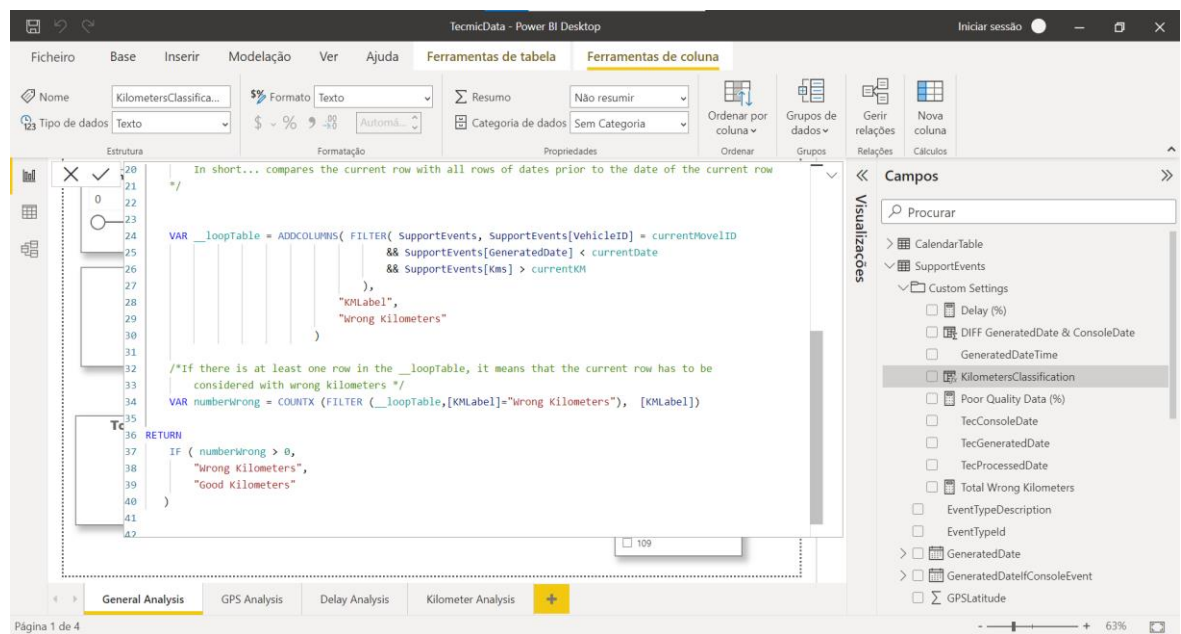 TecmicData - Power BI Desktop
Iniciar sessão
Ficheiro Base Inserir Modelação Ver Ajuda Ferramentas de tabela Ferramentas de coluna
Nome KilometersClassifica...
Tipo de dados Texto
Estrutura
Formato Texto
$ % Automá...
Formatação
Resumo Não resumir
Categoria de dados Sem Categoria
Propriedades
Ordenar por coluna
Ordenar
Grupos de dados
Grupos
Gerir relações
Relações
Nova coluna
Cálculos
0
20 In short... compares the current row with all rows of dates prior to the date of the current row
21 */
22
23
24 VAR __loopTable = ADDCOLUMNS( FILTER( SupportEvents, SupportEvents[VehicleID] = currentMovelID
25 && SupportEvents[GeneratedDate] < currentDate
26 && SupportEvents[Kms] > currentKM
27 ),
28 "KMLabel",
29 "Wrong Kilometers"
30 )
31
32 /*If there is at least one row in the __loopTable, it means that the current row has to be
33 considered with wrong kilometers */
34 VAR numberWrong = COUNTX (FILTER (__loopTable,[KMLabel]="Wrong Kilometers"), [KMLabel])
35
36 RETURN
37 IF ( numberWrong > 0,
38 "Wrong Kilometers",
39 "Good Kilometers"
40 )
41
42
109
Visualizações
Campos
Procurar
CalendarTable
SupportEvents
Custom Settings
Delay (%)
DIFF GeneratedDate & ConsoleDate
GeneratedDateTime
KilometersClassification
Poor Quality Data (%)
TecConsoleDate
TecGeneratedDate
TecProcessedDate
Total Wrong Kilometers
EventTypeDescription
EventTypeId
GeneratedDate
GeneratedDateIfConsoleEvent
GPSLatitude
General Analysis GPS Analysis Delay Analysis Kilometer Analysis +
Página 1 de 4
- + 63%